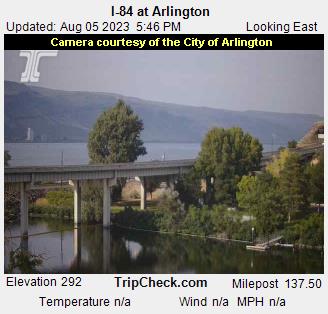 I-84 at Arlington
Updated: Aug 05 2023 5:46 PM Looking East
Camera courtesy of the City of Arlington
Elevation 292 TripCheck.com Milepost 137.50
Temperature n/a Wind n/a MPH n/a